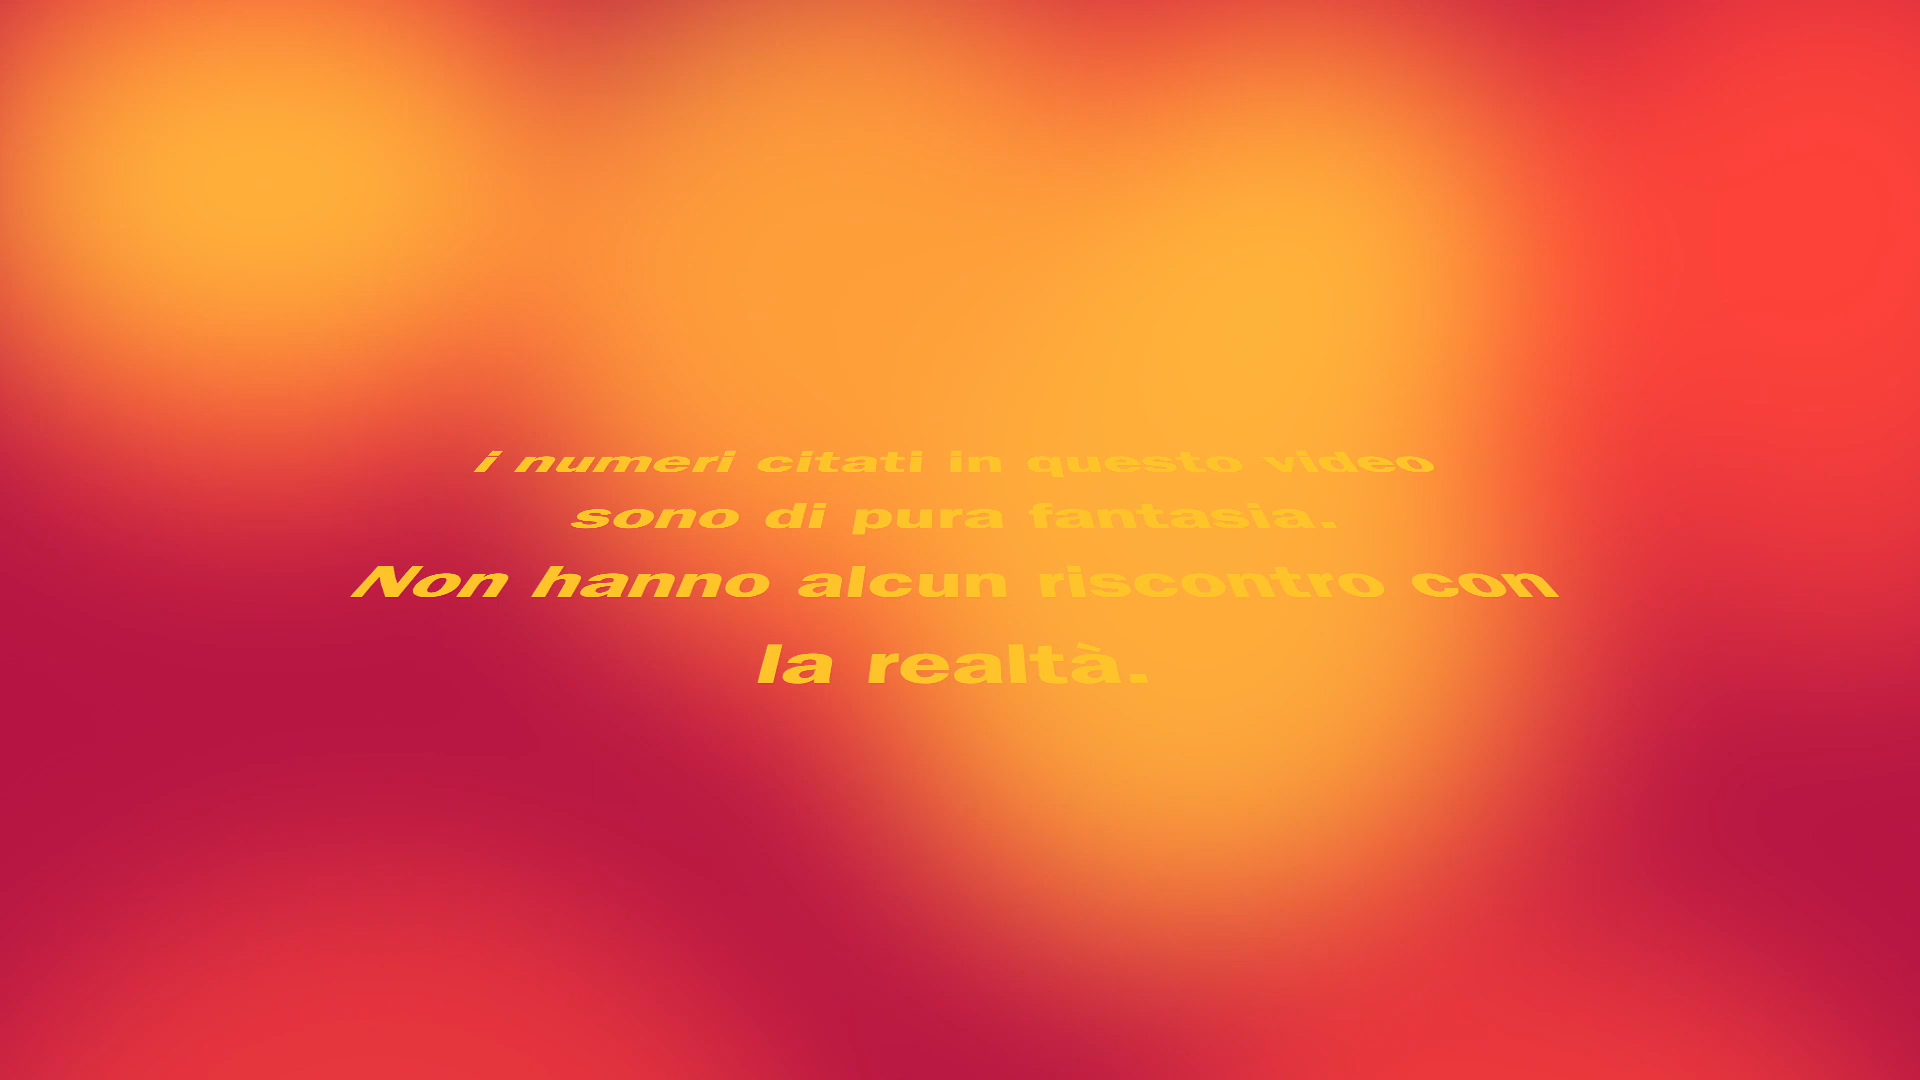 i numeri citati in questo video
sono di pura fantasia.
Non hanno alcun riscontro con
la realtà.